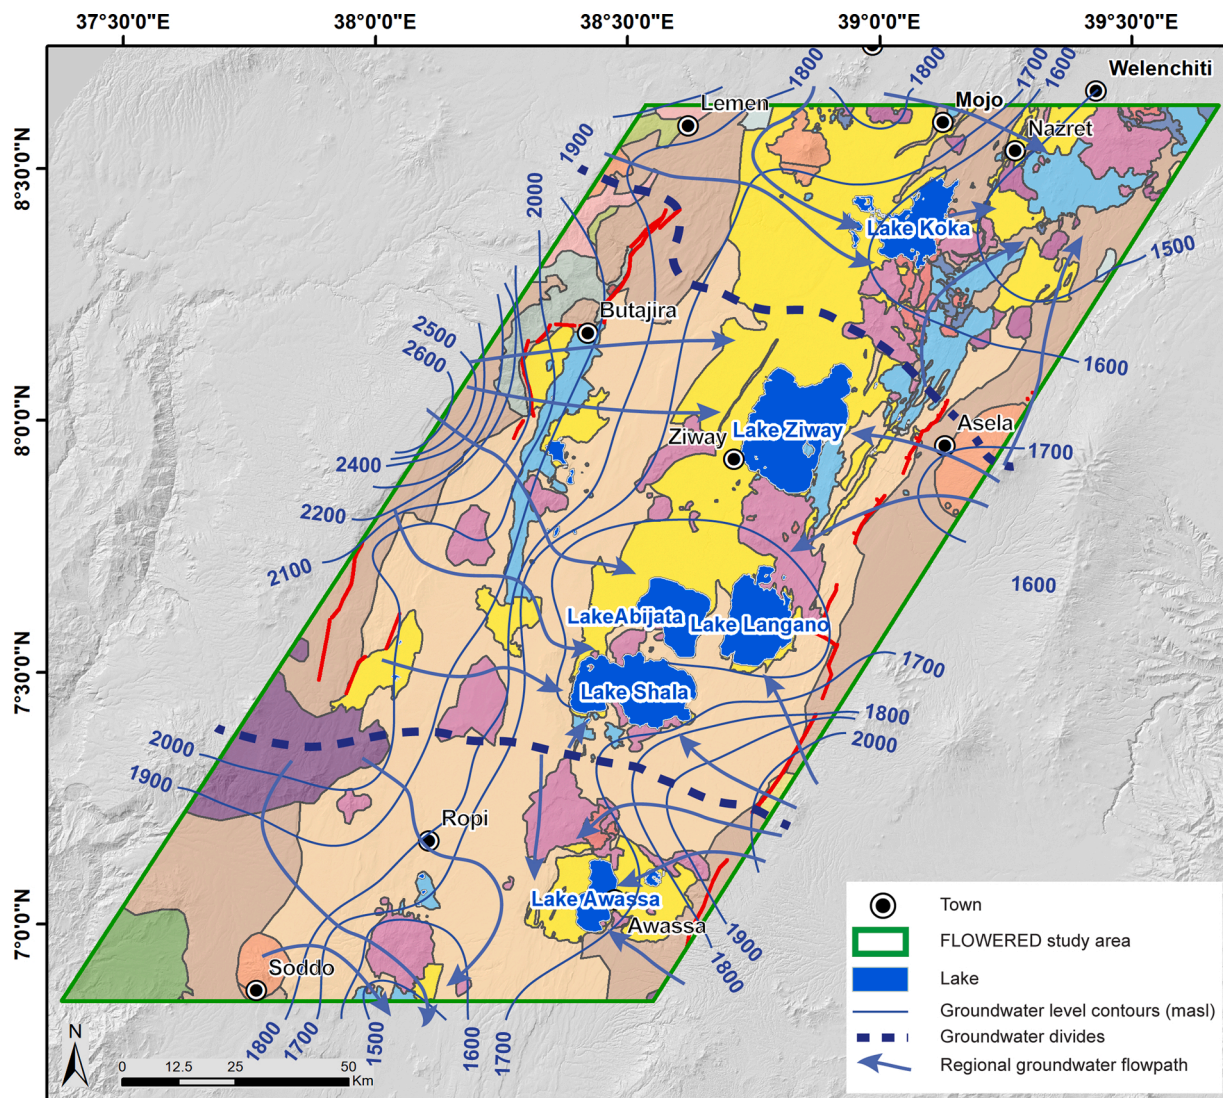 37°30'0"E
38°0'0"E
38°30'0"E
39°0'0"E
39°30'0"E
1800
1800
1700
1600
Welenchiti
Lemen
Mojo
Nazret
1900
8°30'0"N
2000
Lake Koka
1500
Butajira
2500
2600
1600
8°0'0"N
Ziway
Lake Ziway
Asela
1700
2400
2200
2100
1600
LakeAbijata
Lake Langano
1700
7°30'0"N
Lake Shala
1800
2000
2000
1900
Ropi
Lake Awassa
Awassa
7°0'0"N
1900
1800
Soddo
1800
1700
1500
1600
1700
N
0
12.5
25
50
Km
Town
FLOWERED study area
Lake
Groundwater level contours (masl)
Groundwater divides
Regional groundwater flowpath